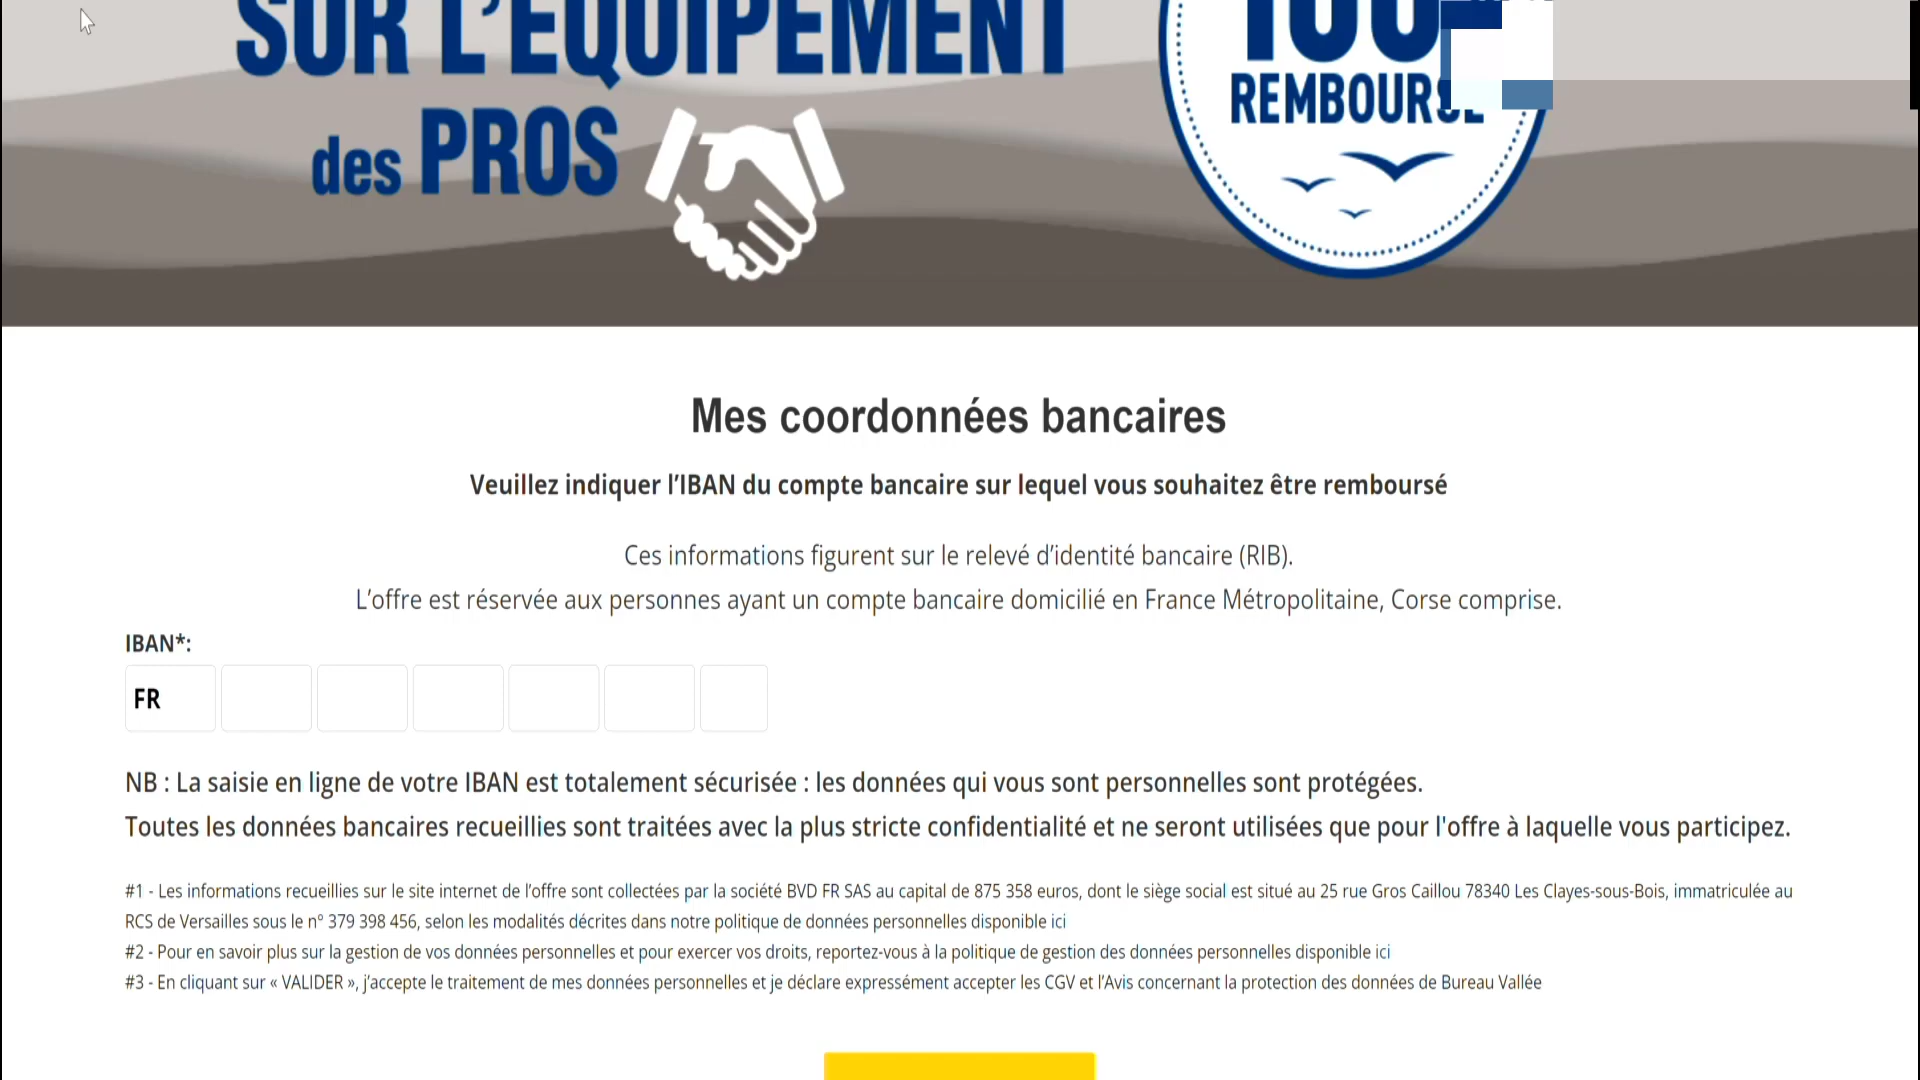 SUR L'ÉQUIPEMENT
des PROS
100
REMBOURSÉ
Mes coordonnées bancaires
Veuillez indiquer l’IBAN du compte bancaire sur lequel vous souhaitez être remboursé
Ces informations figurent sur le relevé d’identité bancaire (RIB).
L’offre est réservée aux personnes ayant un compte bancaire domicilié en France Métropolitaine, Corse comprise.
IBAN*:
FR
NB : La saisie en ligne de votre IBAN est totalement sécurisée : les données qui vous sont personnelles sont protégées.
Toutes les données bancaires recueillies sont traitées avec la plus stricte confidentialité et ne seront utilisées que pour l'offre à laquelle vous participez.
#1 - Les informations recueillies sur le site internet de l’offre sont collectées par la société BVD FR SAS au capital de 875 358 euros, dont le siège social est situé au 25 rue Gros Caillou 78340 Les Clayes-sous-Bois, immatriculée au
RCS de Versailles sous le n° 379 398 456, selon les modalités décrites dans notre politique de données personnelles disponible ici
#2 - Pour en savoir plus sur la gestion de vos données personnelles et pour exercer vos droits, reportez-vous à la politique de gestion des données personnelles disponible ici
#3 - En cliquant sur « VALIDER », j’accepte le traitement de mes données personnelles et je déclare expressément accepter les CGV et l’Avis concernant la protection des données de Bureau Vallée